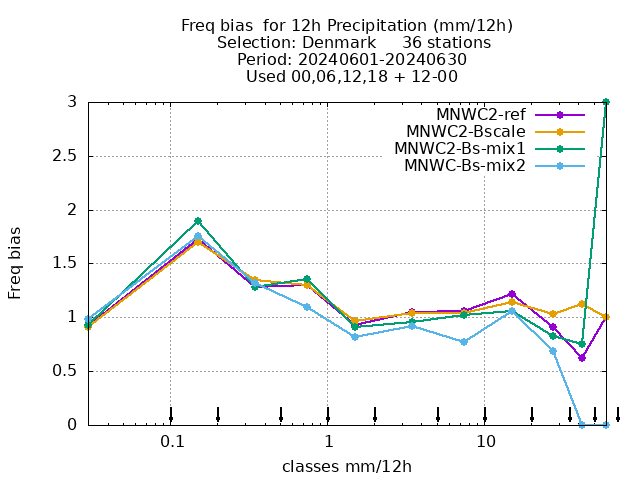 Freq bias  for 12h Precipitation (mm/12h)
Selection: Denmark     36 stations
Period: 20240601-20240630
Used 00,06,12,18 + 12-00
MNWC2-ref
MNWC2-Bscale
MNWC2-Bs-mix1
MNWC-Bs-mix2
3
2.5
2
1.5
1
0.5
0
Freq bias
0.1 1 10
classes mm/12h